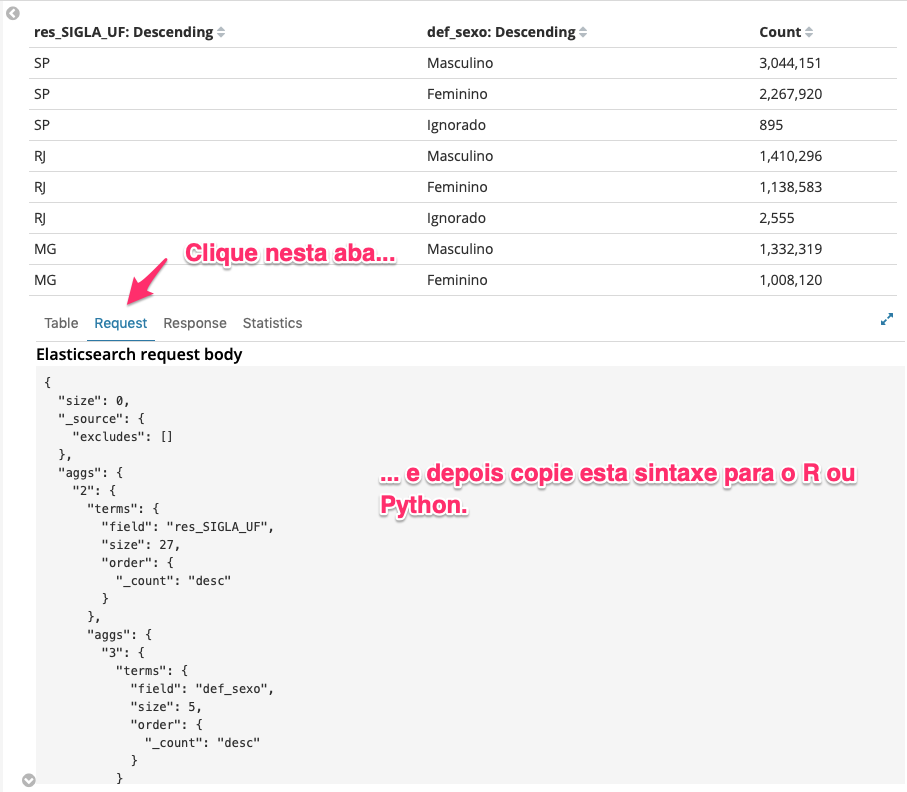 res_SIGLA_UF: Descending def_sexo: Descending Count
SP Masculino 3,044,151
SP Feminino 2,267,920
SP Ignorado 895
RJ Masculino 1,410,296
RJ Feminino 1,138,583
RJ Ignorado 2,555
MG Masculino 1,332,319
Clique nesta aba...
MG Feminino 1,008,120
Table Request Response Statistics
Elasticsearch request body
{
  "size": 0,
  "_source": {
    "excludes": []
  },
  "aggs": {
    "2": {
      "terms": {
        "field": "res_SIGLA_UF",
        "size": 27,
        "order": {
          "_count": "desc"
        }
      },
      "aggs": {
        "3": {
          "terms": {
            "field": "def_sexo",
            "size": 5,
            "order": {
              "_count": "desc"
            }
          }
... e depois copie esta sintaxe para o R ou
Python.